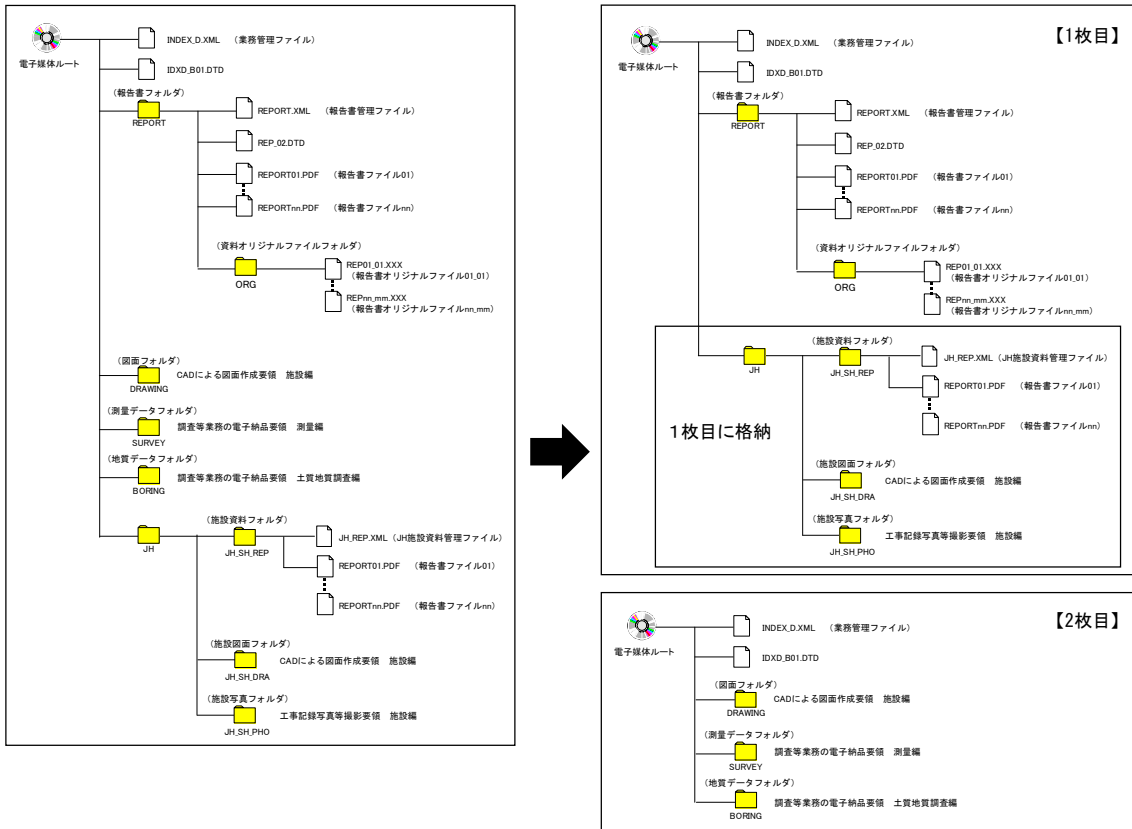 電子媒体ルート
INDEX_D.XML （業務管理ファイル）
IDXD_B01.DTD
（報告書フォルダ）
REPORT
REPORT.XML （報告書管理ファイル）
REP_02.DTD
REPORT01.PDF （報告書ファイル01）
REPORTnn.PDF （報告書ファイルnn）
（資料オリジナルファイルフォルダ）
ORG
REP01_01.XXX
（報告書オリジナルファイル01_01）
REPnn_mm.XXX
（報告書オリジナルファイルnn_mm）
（図面フォルダ）
DRAWING
CADによる図面作成要領 施設編
（測量データフォルダ）
SURVEY
調査等業務の電子納品要領 測量編
（地質データフォルダ）
BORING
調査等業務の電子納品要領 土質地質調査編
JH
（施設資料フォルダ）
JH_SH_REP
JH_REP.XML （JH施設資料管理ファイル）
REPORT01.PDF （報告書ファイル01）
REPORTnn.PDF （報告書ファイルnn）
（施設図面フォルダ）
JH_SH_DRA
CADによる図面作成要領 施設編
（施設写真フォルダ）
JH_SH_PHO
工事記録写真等撮影要領 施設編
【1枚目】
電子媒体ルート
INDEX_D.XML （業務管理ファイル）
IDXD_B01.DTD
（報告書フォルダ）
REPORT
REPORT.XML （報告書管理ファイル）
REP_02.DTD
REPORT01.PDF （報告書ファイル01）
REPORTnn.PDF （報告書ファイルnn）
（資料オリジナルファイルフォルダ）
ORG
REP01_01.XXX
（報告書オリジナルファイル01_01）
REPnn_mm.XXX
（報告書オリジナルファイルnn_mm）
JH
（施設資料フォルダ）
JH_SH_REP
JH_REP.XML （JH施設資料管理ファイル）
REPORT01.PDF （報告書ファイル01）
REPORTnn.PDF （報告書ファイルnn）
1枚目に格納
（施設図面フォルダ）
JH_SH_DRA
CADによる図面作成要領 施設編
（施設写真フォルダ）
JH_SH_PHO
工事記録写真等撮影要領 施設編
【2枚目】
電子媒体ルート
INDEX_D.XML （業務管理ファイル）
IDXD_B01.DTD
（図面フォルダ）
DRAWING
CADによる図面作成要領 施設編
（測量データフォルダ）
SURVEY
調査等業務の電子納品要領 測量編
（地質データフォルダ）
BORING
調査等業務の電子納品要領 土質地質調査編